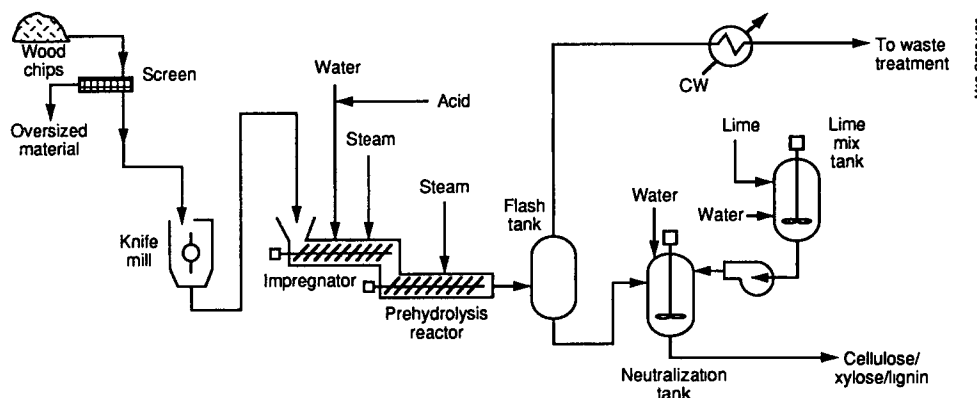 Wood
chips
Screen
Oversized
material
Knife
mill
Water
Acid
Steam
Impregnator
Steam
Prehydrolysis
reactor
Flash
tank
CW
To waste
treatment
Lime
Lime
mix
tank
Water
Water
Neutralization
tank
Cellulose/
xylose/lignin